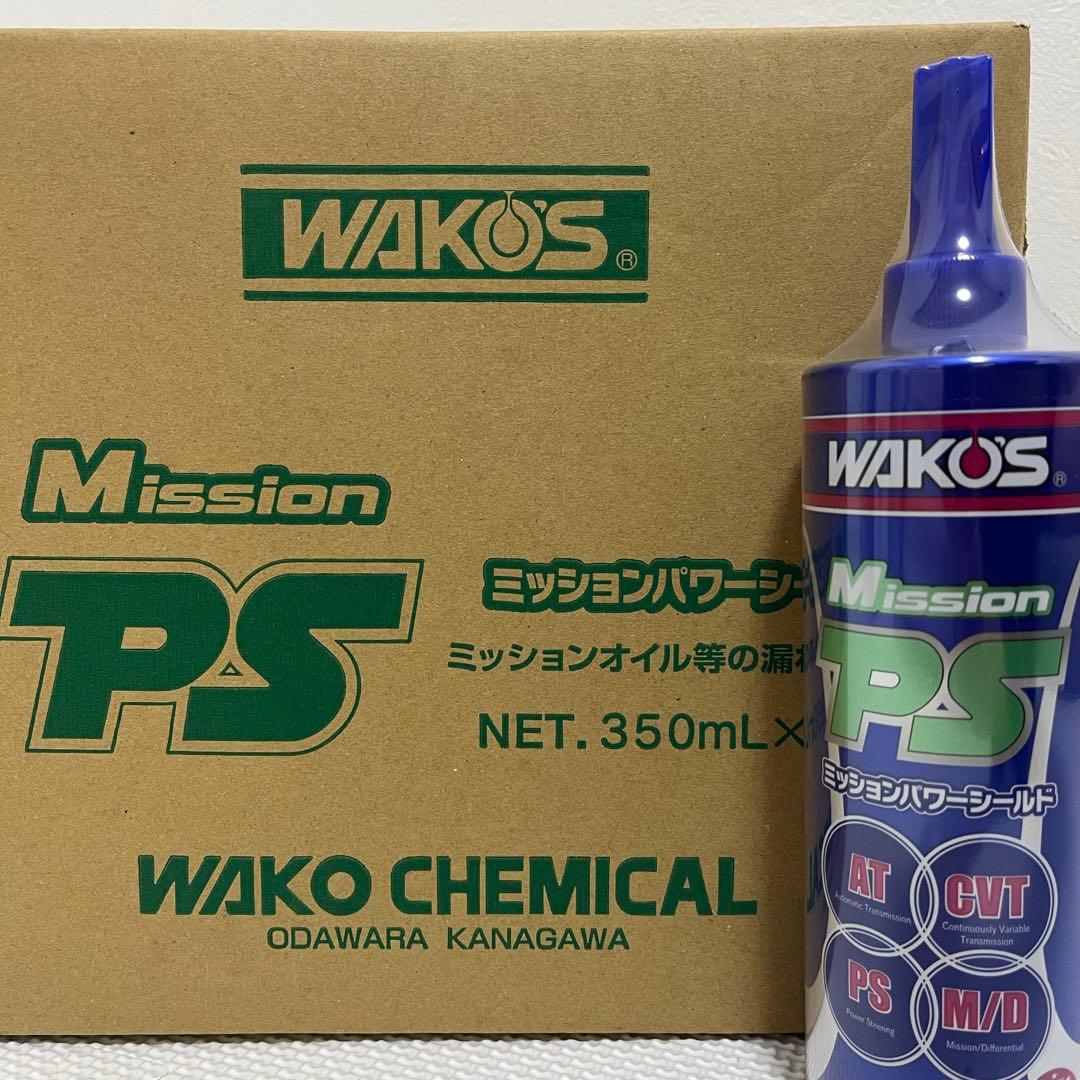 WAKO'S®
Mission
PS
ミッションパワーシー
ミッションオイル等の漏れ
NET. 350mL×
WAKO CHEMICAL
ODAWARA KANAGAWA
WAKO'S®
Mission
PS
ミッションパワーシールド
AT
Automatic Transmission
CVT
Continuously Variable
Transmission
PS
Power Steering
M/D
Mission/Differential